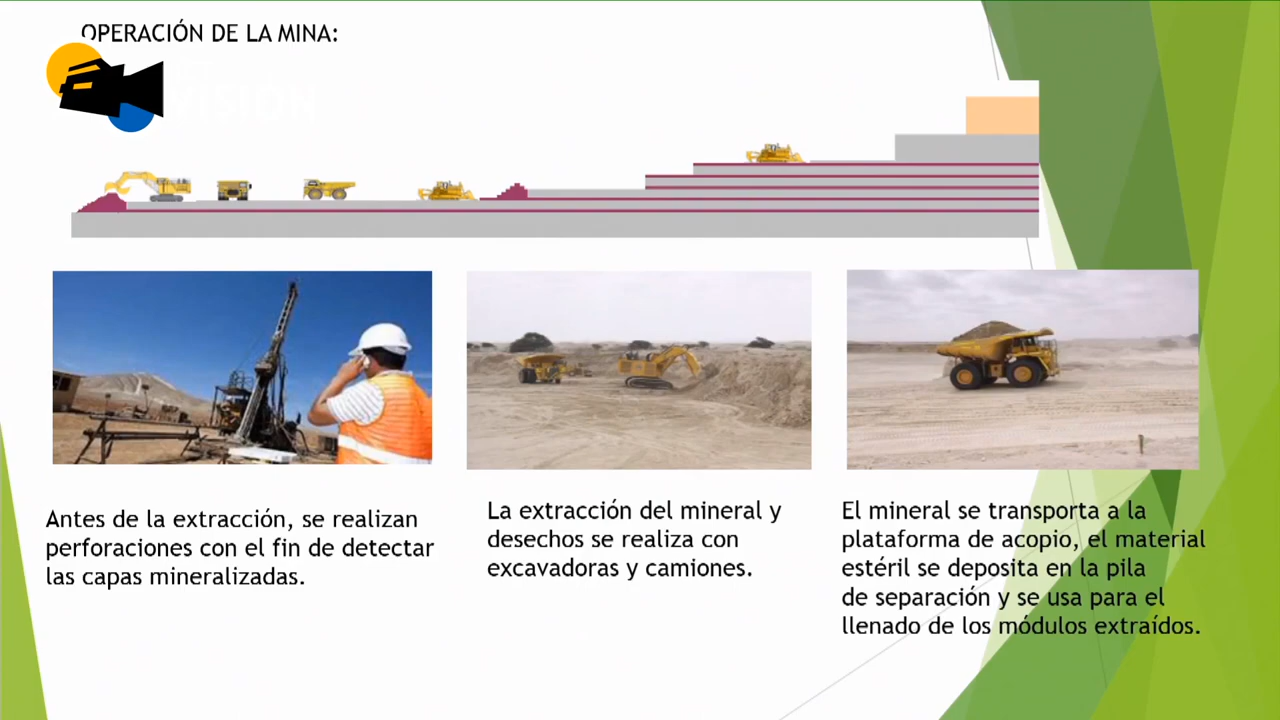 OPERACIÓN DE LA MINA:
VISIÓN
Antes de la extracción, se realizan
perforaciones con el fin de detectar
las capas mineralizadas.
La extracción del mineral y
desechos se realiza con
excavadoras y camiones.
El mineral se transporta a la
plataforma de acopio, el material
estéril se deposita en la pila
de separación y se usa para el
llenado de los módulos extraídos.